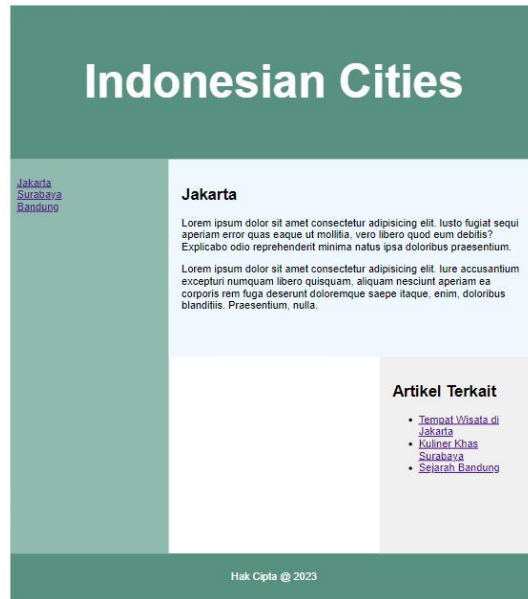 Indonesian Cities
Jakarta
Surabaya
Bandung
Jakarta
Lorem ipsum dolor sit amet consectetur adipisicing elit. Iusto fugiat sequi
aperiam error quas eaque ut mollitia, vero libero quod eum debitis?
Explicabo odio reprehenderit minima natus ipsa doloribus praesentium.
Lorem ipsum dolor sit amet consectetur adipisicing elit. Iure accusantium
excepturi numquam libero quisquam, aliquam nesciunt aperiam ea
corporis rem fuga deserunt doloremque saepe itaque, enim, doloribus
blanditiis. Praesentium, nulla.
Artikel Terkait
Tempat Wisata di
Jakarta
Kuliner Khas
Surabaya
Sejarah Bandung
Hak Cipta @ 2023